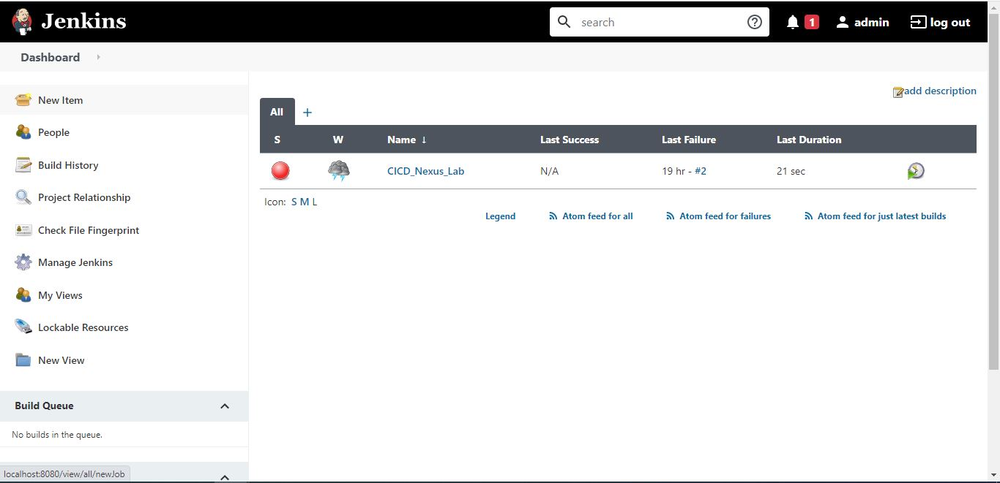 Jenkins
search
1
admin
log out
Dashboard
New Item
People
Build History
Project Relationship
Check File Fingerprint
Manage Jenkins
My Views
Lockable Resources
New View
Build Queue
No builds in the queue.
localhost:8080/view/all/newJob
add description
All +
S W Name ↓ Last Success Last Failure Last Duration
CICD_Nexus_Lab N/A 19 hr - #2 21 sec
Icon: S M L
Legend Atom feed for all Atom feed for failures Atom feed for just latest builds